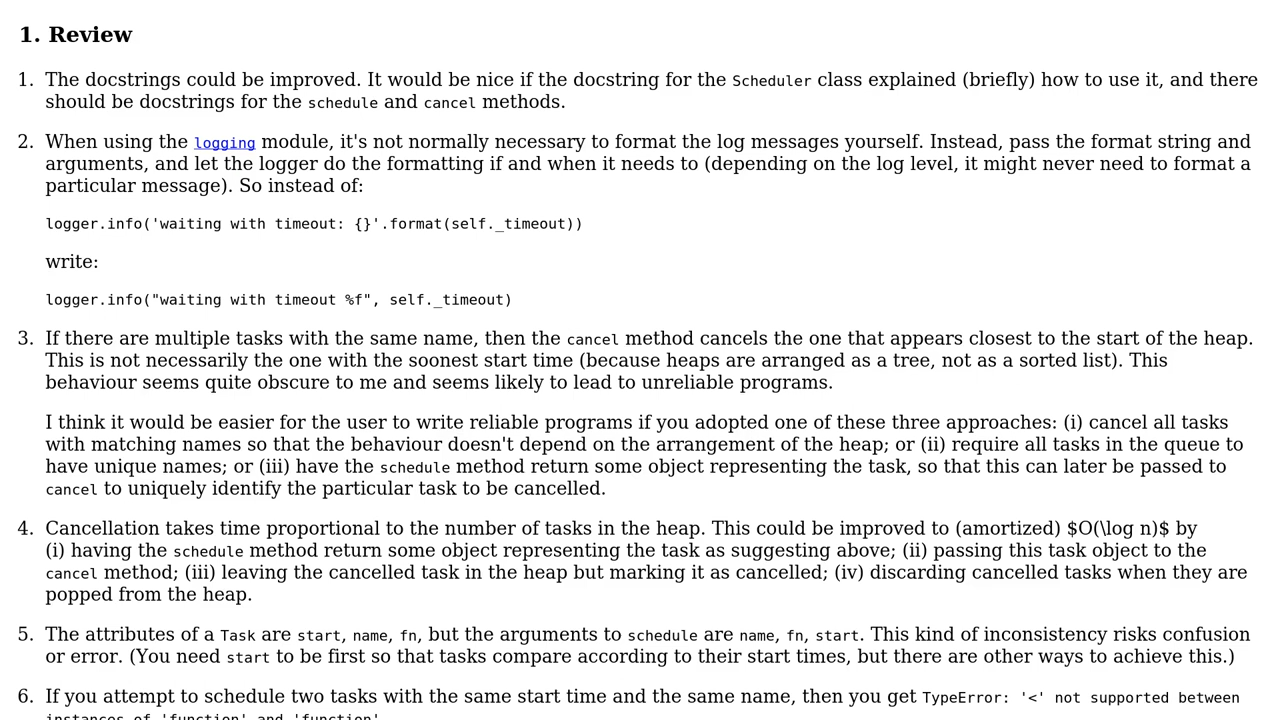 1. Review
1. The docstrings could be improved. It would be nice if the docstring for the Scheduler class explained (briefly) how to use it, and there
should be docstrings for the schedule and cancel methods.
2. When using the logging module, it's not normally necessary to format the log messages yourself. Instead, pass the format string and
arguments, and let the logger do the formatting if and when it needs to (depending on the log level, it might never need to format a
particular message). So instead of:
logger.info('waiting with timeout: {}'.format(self._timeout))
write:
logger.info("waiting with timeout %f", self._timeout)
3. If there are multiple tasks with the same name, then the cancel method cancels the one that appears closest to the start of the heap.
This is not necessarily the one with the soonest start time (because heaps are arranged as a tree, not as a sorted list). This
behaviour seems quite obscure to me and seems likely to lead to unreliable programs.
I think it would be easier for the user to write reliable programs if you adopted one of these three approaches: (i) cancel all tasks
with matching names so that the behaviour doesn't depend on the arrangement of the heap; or (ii) require all tasks in the queue to
have unique names; or (iii) have the schedule method return some object representing the task, so that this can later be passed to
cancel to uniquely identify the particular task to be cancelled.
4. Cancellation takes time proportional to the number of tasks in the heap. This could be improved to (amortized) $O(\log n)$ by
(i) having the schedule method return some object representing the task as suggesting above; (ii) passing this task object to the
cancel method; (iii) leaving the cancelled task in the heap but marking it as cancelled; (iv) discarding cancelled tasks when they are
popped from the heap.
5. The attributes of a Task are start, name, fn, but the arguments to schedule are name, fn, start. This kind of inconsistency risks confusion
or error. (You need start to be first so that tasks compare according to their start times, but there are other ways to achieve this.)
6. If you attempt to schedule two tasks with the same start time and the same name, then you get TypeError: '<' not supported between
instances of 'function' and 'function'